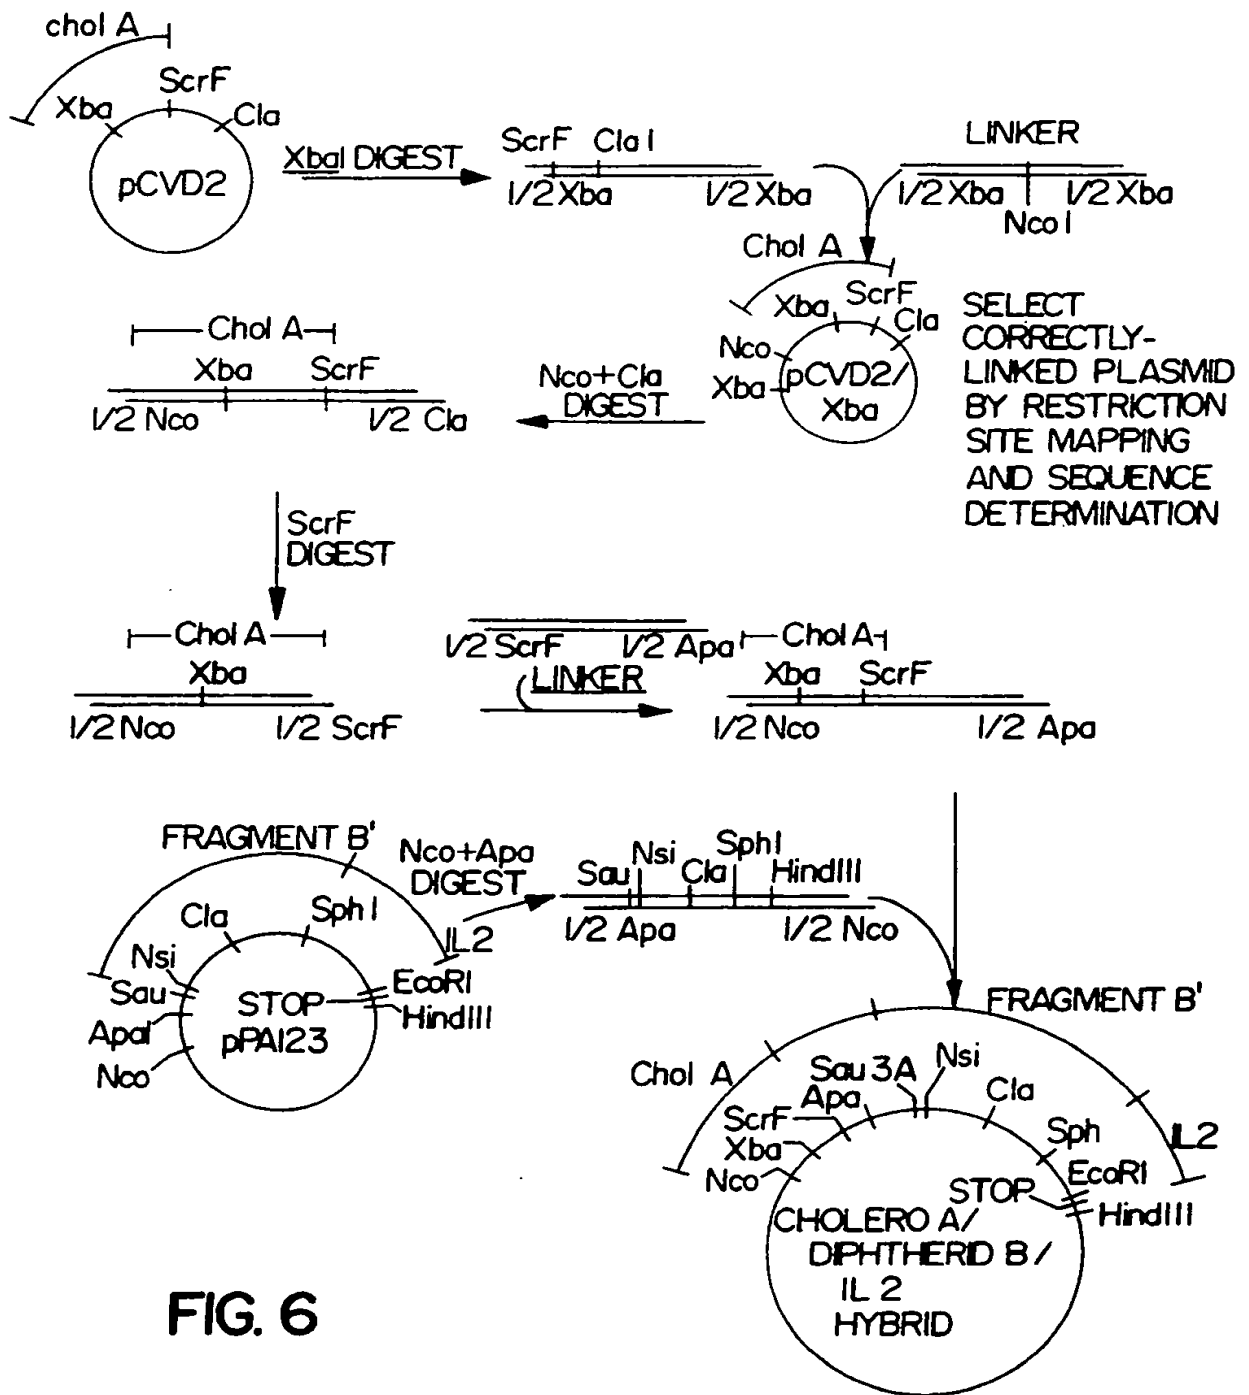 chol A
ScrF
Xba
Cla
pCVD2
XbaI DIGEST
ScrF
Cla I
1/2 Xba
1/2 Xba
LINKER
1/2 Xba
1/2 Xba
Nco I
Chol A
ScrF
Xba
Cla
Nco
Xba
pCVD2/
Xba
SELECT
CORRECTLY-
LINKED PLASMID
BY RESTRICTION
SITE MAPPING
AND SEQUENCE
DETERMINATION
Nco+Cla
DIGEST
Chol A
Xba
ScrF
1/2 Nco
1/2 Cla
ScrF
DIGEST
Chol A
Xba
1/2 Nco
1/2 ScrF
1/2 ScrF
1/2 Apa
LINKER
Chol A
Xba
ScrF
1/2 Nco
1/2 Apa
FRAGMENT B'
Cla
Sph I
IL2
Nsi
Sau
ApaI
Nco
STOP
EcoRI
HindIII
pPA123
Nco+Apa
DIGEST
Sau
Nsi
Cla
SphI
HindIII
1/2 Apa
1/2 Nco
FRAGMENT B'
Chol A
Sau 3A
Nsi
Apa
Cla
ScrF
Xba
Nco
Sph
IL2
EcoRI
STOP
HindIII
CHOLERO A/
DIPHTHERID B/
IL 2
HYBRID
FIG. 6